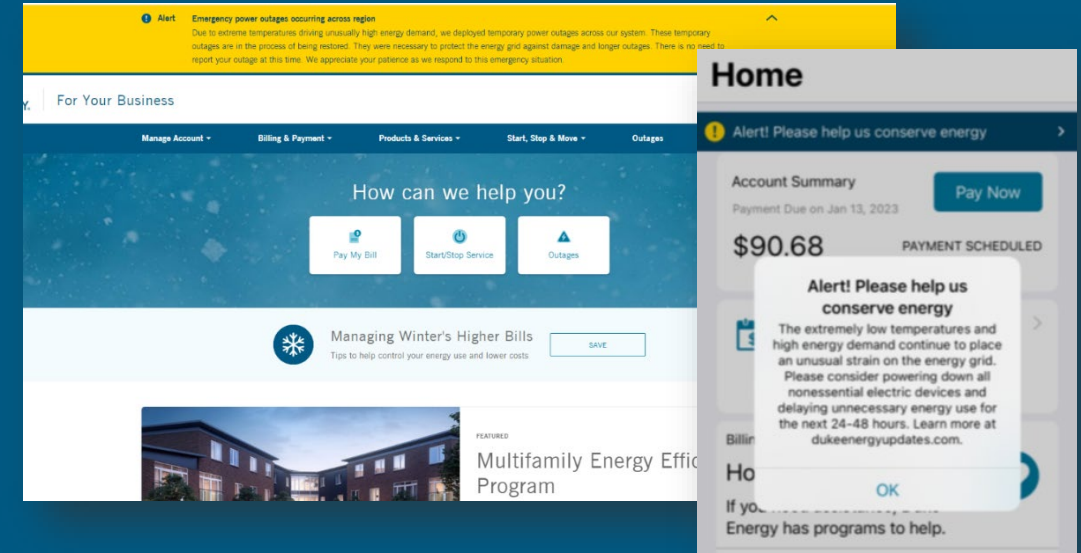 Alert Emergency power outages occurring across region
Due to extreme temperatures driving unusually high energy demand, we deployed temporary power outages across our system. These temporary
outages are in the process of being restored. They were necessary to protect the energy grid against damage and longer outages. There is no need to
report your outage at this time. We appreciate your patience as we respond to this emergency situation.
Y. For Your Business
Manage Account Billing & Payment Products & Services Start, Stop & Move Outages
How can we help you?
Pay My Bill Start/Stop Service Outages
Managing Winter's Higher Bills
Tips to help control your energy use and lower costs
SAVE
FEATURED
Multifamily Energy Effic
Program
Home
Alert! Please help us conserve energy
Account Summary
Pay Now
Payment Due on Jan 13, 2023
$90.68 PAYMENT SCHEDULED
Alert! Please help us
conserve energy
The extremely low temperatures and
high energy demand continue to place
an unusual strain on the energy grid.
Please consider powering down all
nonessential electric devices and
delaying unnecessary energy use for
the next 24-48 hours. Learn more at
dukeenergyupdates.com.
OK
Billin
Ho
If you
Energy has programs to help.